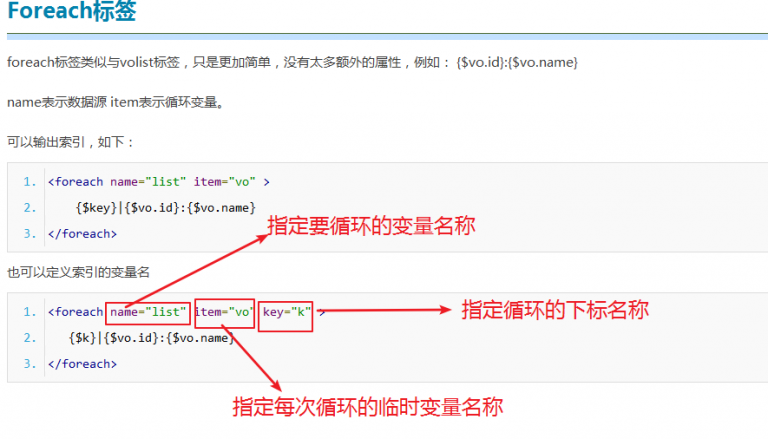 Foreach标签
foreach标签类似与volist标签，只是更加简单，没有太多额外的属性，例如： {$vo.id}:{$vo.name}
name表示数据源 item表示循环变量。
可以输出索引，如下：
1. <foreach name="list" item="vo" >
2. {$key}|{$vo.id}:{$vo.name}
3. </foreach>
指定要循环的变量名称
也可以定义索引的变量名
1. <foreach name="list" item="vo" key="k" >
指定循环的下标名称
2. {$k}|{$vo.id}:{$vo.name}
3. </foreach>
指定每次循环的临时变量名称